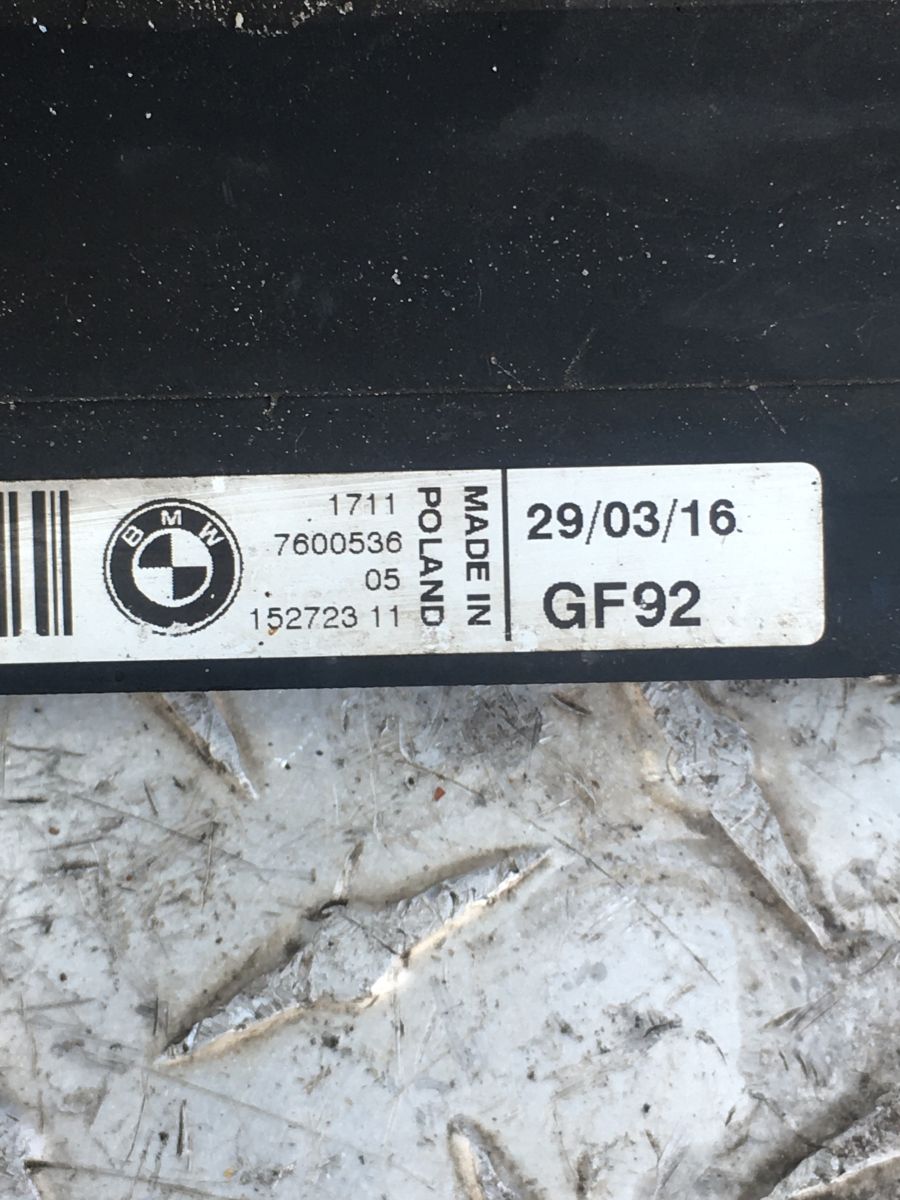 BMW
1711
7600536
05
152723 11
MADE IN
POLAND
29/03/16
GF92